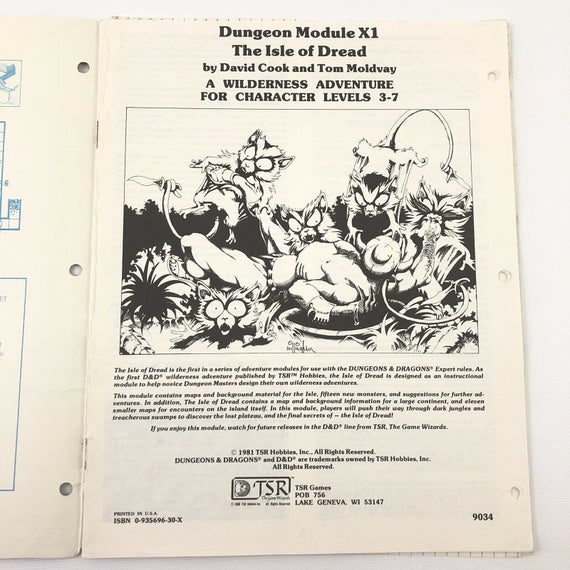 Dungeon Module X1
The Isle of Dread
by David Cook and Tom Moldvay
A WILDERNESS ADVENTURE
FOR CHARACTER LEVELS 3-7
The Isle of Dread is the first in a series of adventure modules for use with the DUNGEONS & DRAGONS® Expert rules. As
the first D&D® wilderness adventure published by TSR™ Hobbies, the Isle of Dread is designed as an instructional
module to help novice Dungeon Masters design their own wilderness adventures.
This module contains maps and background material for the Isle, fifteen new monsters, and suggestions for further ad-
ventures. In addition, The Isle of Dread contains a map and background information for a large continent, and eleven
smaller maps for encounters on the island itself. In this module, players will push their way through dark jungles and
treacherous swamps to discover the lost plateau, and the final secrets of — the Isle of Dread!
If you enjoy this module, watch for future releases in the D&D® line from TSR, The Game Wizards.
© 1981 TSR Hobbies, Inc., All Rights Reserved.
DUNGEONS & DRAGONS® and D&D® are trademarks owned by TSR Hobbies, Inc.
All Rights Reserved.
TSR
The Game Wizards
TSR Games
POB 756
LAKE GENEVA, WI 53147
PRINTED IN U.S.A.
ISBN 0-935696-30-X
9034
6
ET